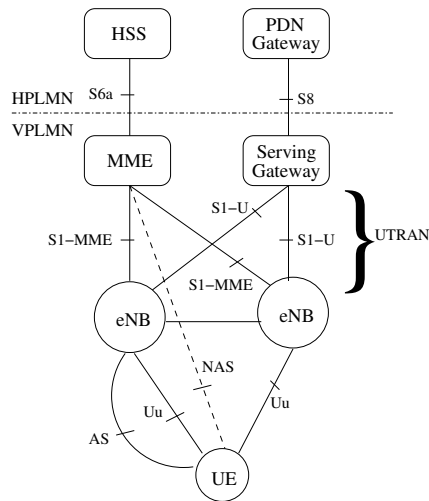 HSS
PDN
Gateway
S6a
S8
HPLMN
VPLMN
MME
Serving
Gateway
S1-U
S1-MME
S1-U
UTRAN
S1-MME
eNB
eNB
NAS
Uu
Uu
AS
UE